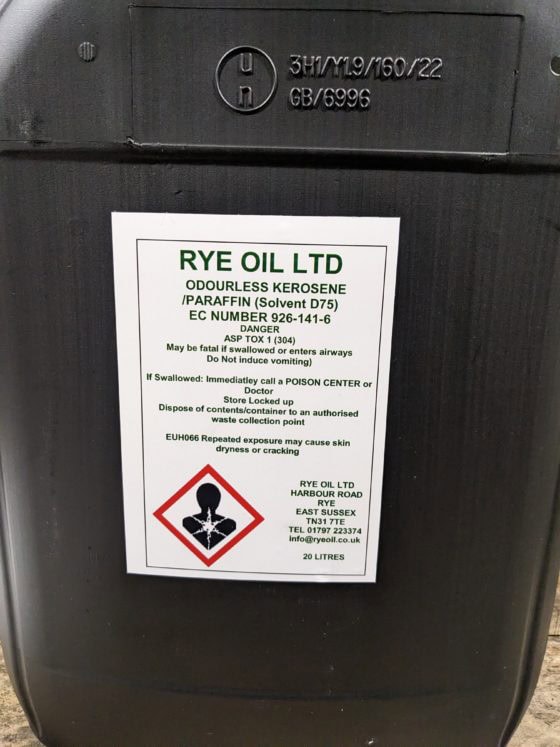 u
n
3H1/Y1.9/160/22
GB/6996
RYE OIL LTD
ODOURLESS KEROSENE
/PARAFFIN (Solvent D75)
EC NUMBER 926-141-6
DANGER
ASP TOX 1 (304)
May be fatal if swallowed or enters airways
Do Not induce vomiting)
If Swallowed: Immediatley call a POISON CENTER or
Doctor
Store Locked up
Dispose of contents/container to an authorised
waste collection point
EUH066 Repeated exposure may cause skin
dryness or cracking
RYE OIL LTD
HARBOUR ROAD
RYE
EAST SUSSEX
TN31 7TE
TEL 01797 223374
info@ryeoil.co.uk
20 LITRES